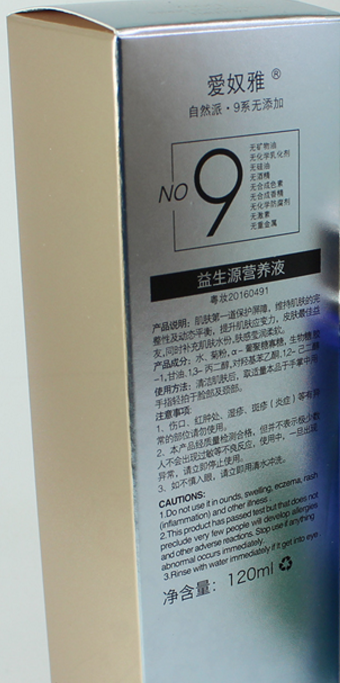 爱奴雅®
自然派·9系无添加
NO 9
无矿物油
无化学乳化剂
无硅油
无酒精
无合成色素
无合成香精
无化学防腐剂
无激素
无重金属
益生源营养液
粤妆20160491
产品说明：肌肤第一道保护屏障，维持肌肤的完
整性及动态平衡，提升肌肤应变力，皮肤最佳益
友，同时补充肌肤水份，肤感莹润柔软。
产品成分：水、菊粉，α－葡聚糖寡糖，生物糖胶
-1，甘油，1,3-丙二醇，对羟基苯乙酮，1,2-己二醇
使用方法：清洁肌肤后，取适量本品于手掌中用
手指轻拍于脸部及颈部。
注意事项：
1、伤口、红肿处、湿疹、斑疹（炎症）等有异
常的部位请勿使用。
2、本产品经质量检测合格，但并不表示极少数
人不会出现过敏等不良反应，使用中，一旦出现
异常，请立即停止使用。
3、如不慎入眼，请立即用清水冲洗。
CAUTIONS:
1.Do not use it in ounds, swelling, eczema, rash
(inflammation) and other illness .
2.This product has passed test but that does not
preclude very few people will develop allergies
and other adverse reactions. Stop use if anything
abnormal occurs immediately.
3.Rinse with water immediately if it get into eye
净含量： 120ml